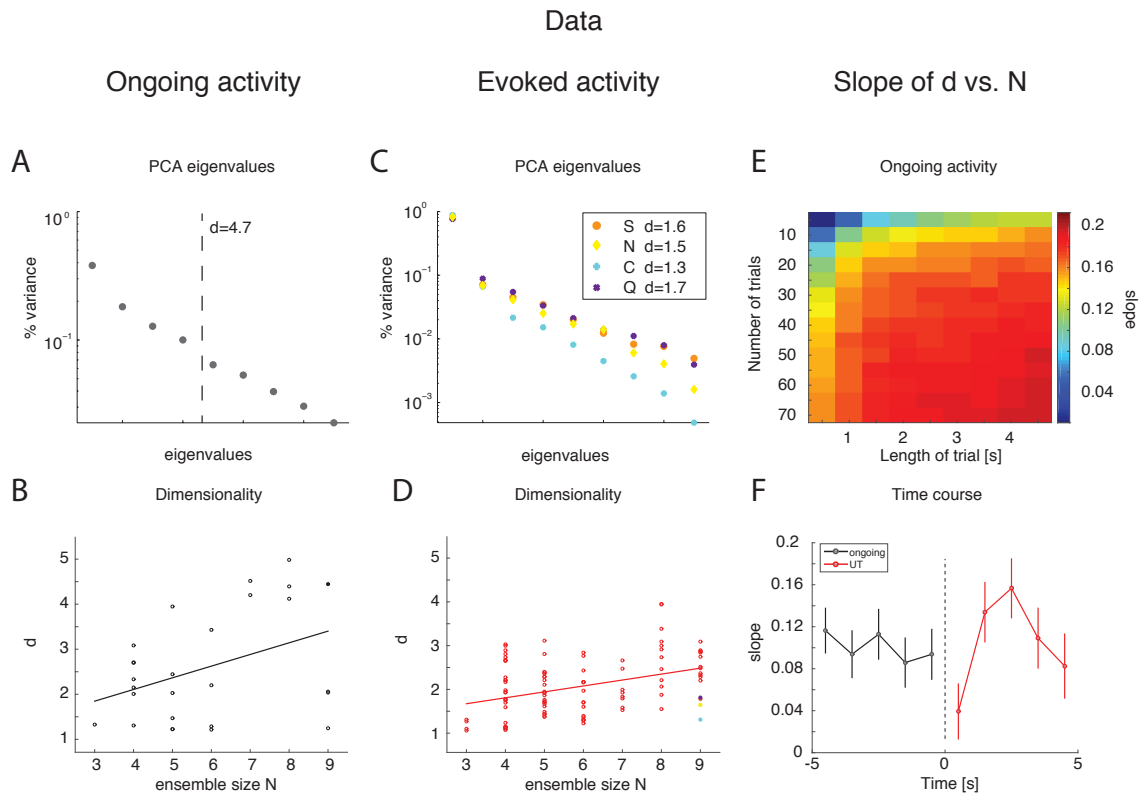 Data
Ongoing activity
Evoked activity
Slope of d vs. N
A
PCA eigenvalues
10^0
10^-1
% variance
d=4.7
eigenvalues
C
PCA eigenvalues
10^0
10^-1
10^-2
10^-3
% variance
S d=1.6
N d=1.5
C d=1.3
Q d=1.7
eigenvalues
E
Ongoing activity
10
20
30
40
50
60
70
Number of trials
1 2 3 4
Length of trial [s]
0.2
0.16
0.12
0.08
0.04
slope
B
Dimensionality
5
4
3
2
1
d
3 4 5 6 7 8 9
ensemble size N
D
Dimensionality
5
4
3
2
1
d
3 4 5 6 7 8 9
ensemble size N
F
Time course
0.2
0.16
0.12
0.08
0.04
0
slope
ongoing
UT
-5 0 5
Time [s]